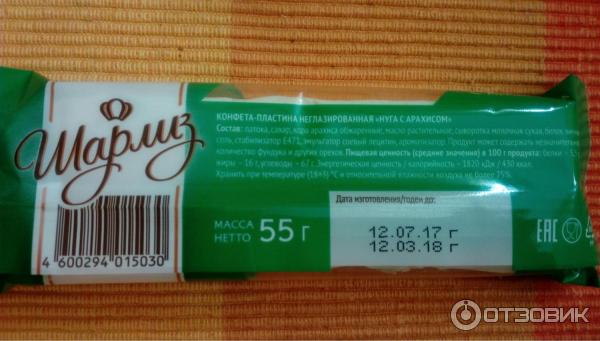 Шармэз
КОНФЕТА-ПЛАСТИНА НЕГЛАЗИРОВАННАЯ «НУГА С АРАХИСОМ»
Состав: патока, сахар, ядра арахиса обжаренные, масло растительное, сыворотка молочная сухая, белок яичный,
соль, стабилизатор Е471, эмульгатор соевый лецитин, ароматизатор. Продукт может содержать незначительное
количество фундука и других орехов. Пищевая ценность (средние значения) в 100 г продукта: белки –
жиры – 16 г, углеводы – 67 г. Энергетическая ценность / калорийность – 1820 кДж / 430 ккал.
Хранить при температуре (18±3) °С и относительной влажности воздуха не более 75%.
МАССА
НЕТТО 55 г
Дата изготовления/годен до:
12.07.17 г
12.03.18 г
ЕАС
4 600294 015030
ОТЗОВИК